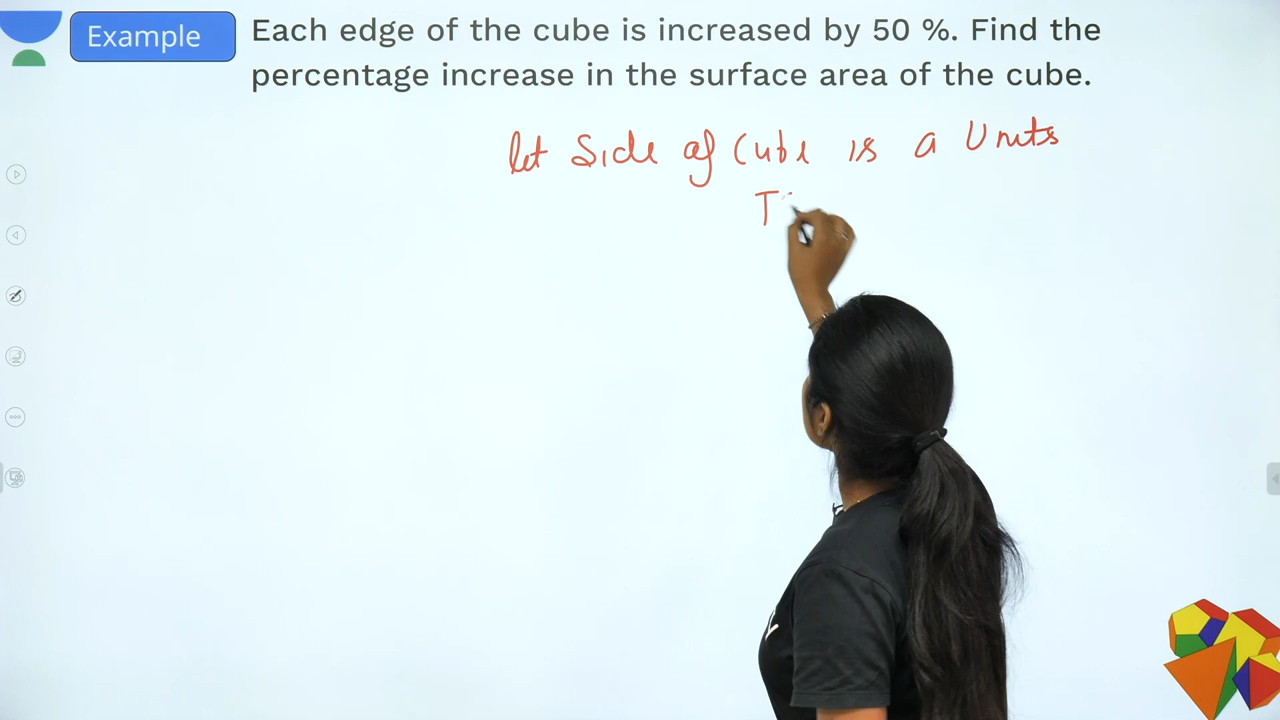 Example
Each edge of the cube is increased by 50 %. Find the
percentage increase in the surface area of the cube.
let Side of Cube is a Units
T